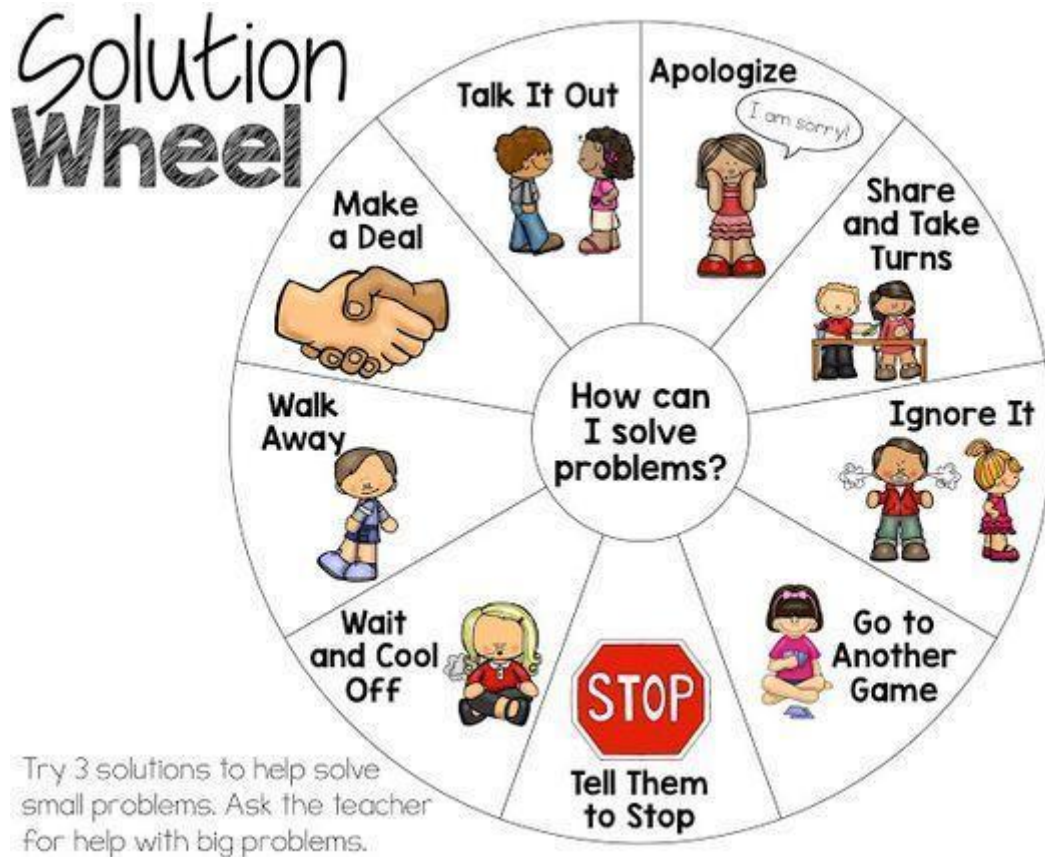 Solution
Wheel
Talk It Out
Apologize
I am sorry!
Share
and Take
Turns
Ignore It
Go to
Another
Game
STOP
Tell Them
to Stop
Wait
and Cool
Off
Walk
Away
Make
a Deal
How can
I solve
problems?
Try 3 solutions to help solve
small problems. Ask the teacher
for help with big problems.